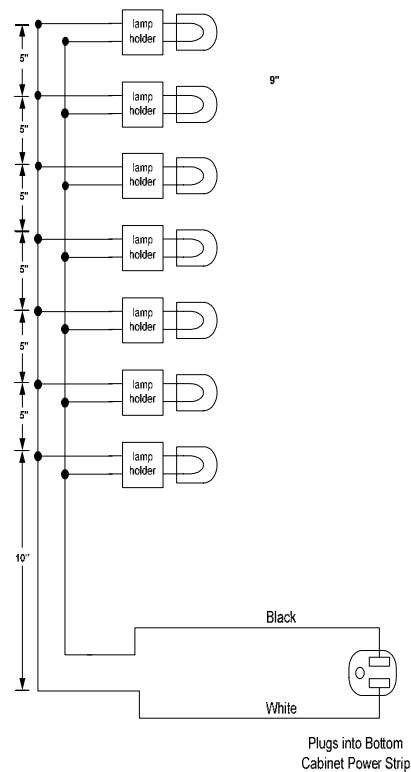 lamp
holder
5"
9"
lamp
holder
5"
lamp
holder
5"
lamp
holder
5"
lamp
holder
5"
lamp
holder
5"
lamp
holder
10"
Black
White
Plugs into Bottom
Cabinet Power Strip